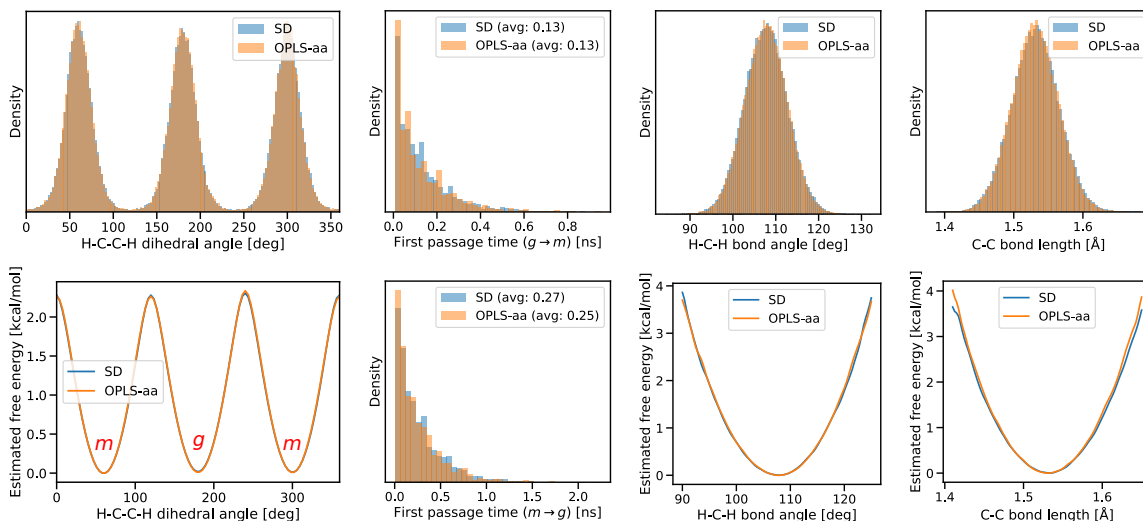 SD
OPLS-aa
Density
0 50 100 150 200 250 300 350
H-C-C-H dihedral angle [deg]
SD (avg: 0.13)
OPLS-aa (avg: 0.13)
Density
0.0 0.2 0.4 0.6 0.8
First passage time (g → m) [ns]
SD
OPLS-aa
Density
90 100 110 120 130
H-C-H bond angle [deg]
SD
OPLS-aa
Density
1.4 1.5 1.6
C-C bond length [Å]
Estimated free energy [kcal/mol]
2.0
1.5
1.0
0.5
0.0
SD
OPLS-aa
m g m
0 100 200 300
H-C-C-H dihedral angle [deg]
SD (avg: 0.27)
OPLS-aa (avg: 0.25)
Density
0.0 0.5 1.0 1.5 2.0
First passage time (m → g) [ns]
Estimated free energy [kcal/mol]
4
3
2
1
0
SD
OPLS-aa
90 100 110 120
H-C-H bond angle [deg]
Estimated free energy [kcal/mol]
4
3
2
1
0
SD
OPLS-aa
1.4 1.5 1.6
C-C bond length [Å]